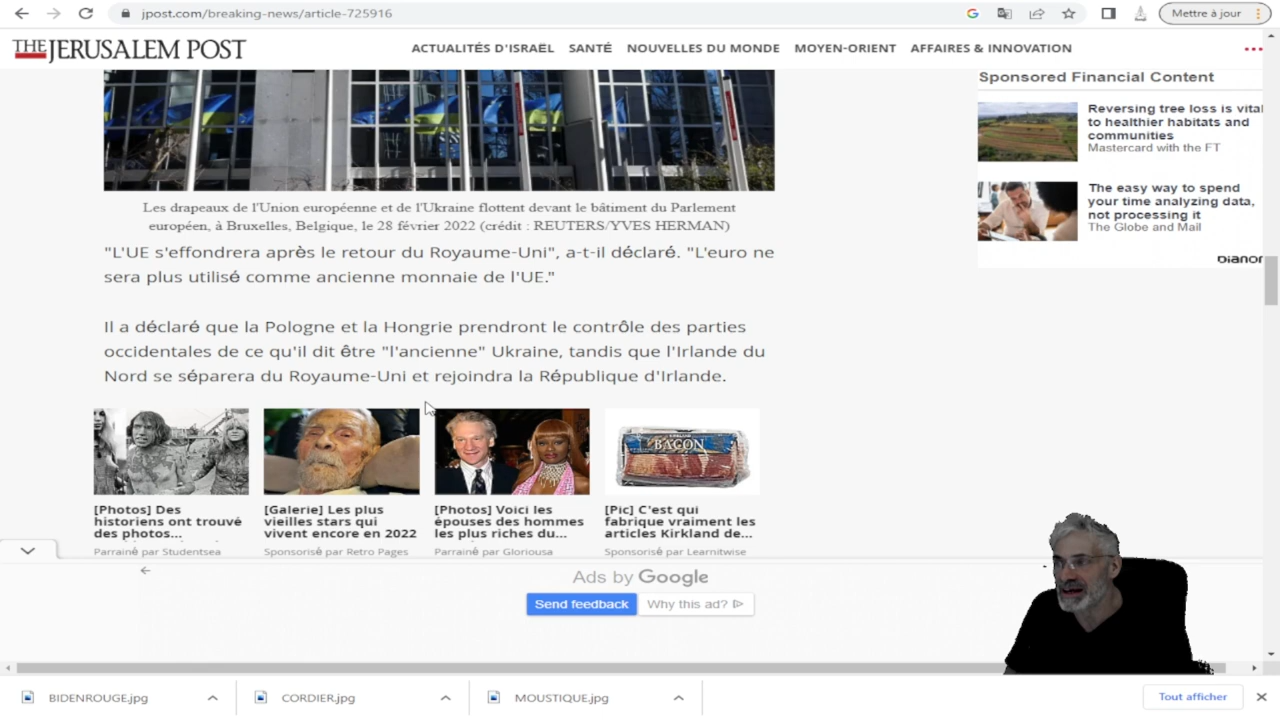 jpost.com/breaking-news/article-725916
Mettre à jour
THE JERUSALEM POST
ACTUALITÉS D'ISRAËL SANTÉ NOUVELLES DU MONDE MOYEN-ORIENT AFFAIRES & INNOVATION
Les drapeaux de l'Union européenne et de l'Ukraine flottent devant le bâtiment du Parlement
européen, à Bruxelles, Belgique, le 28 février 2022 (crédit : REUTERS/YVES HERMAN)
"L'UE s'effondrera après le retour du Royaume-Uni", a-t-il déclaré. "L'euro ne
sera plus utilisé comme ancienne monnaie de l'UE."
Il a déclaré que la Pologne et la Hongrie prendront le contrôle des parties
occidentales de ce qu'il dit être "l'ancienne" Ukraine, tandis que l'Irlande du
Nord se séparera du Royaume-Uni et rejoindra la République d'Irlande.
BACON
[Photos] Des
historiens ont trouvé
des photos...
Parrainé par Studentsea
[Galerie] Les plus
vieilles stars qui
vivent encore en 2022
Sponsorisé par Retro Pages
[Photos] Voici les
épouses des hommes
les plus riches du...
Parrainé par Gloriousa
[Pic] C'est qui
fabrique vraiment les
articles Kirkland de...
Sponsorisé par Learnitwise
Sponsored Financial Content
Reversing tree loss is vital
to healthier habitats and
communities
Mastercard with the FT
The easy way to spend
your time analyzing data,
not processing it
The Globe and Mail
Ads by Google
Send feedback
Why this ad?
BIDENROUGE.jpg
CORDIER.jpg
MOUSTIQUE.jpg
Tout afficher